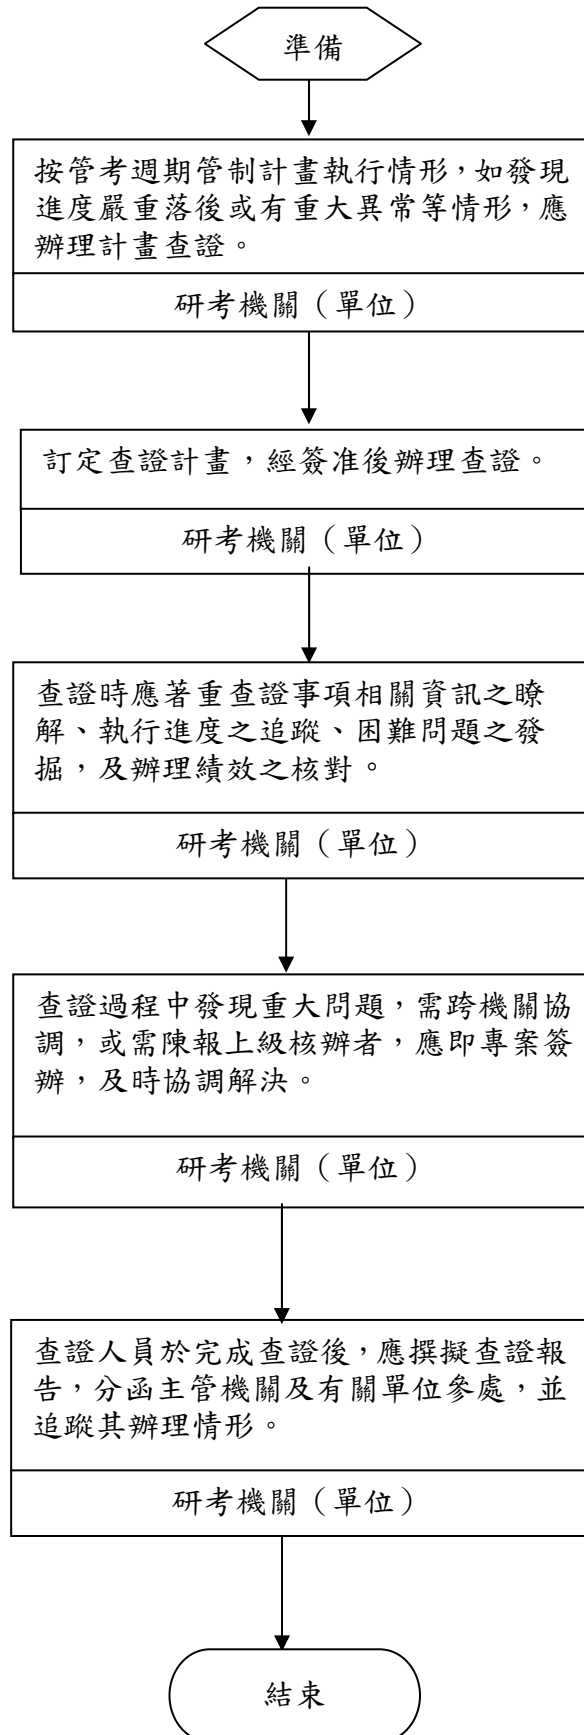 準備
按管考週期管制計畫執行情形，如發現
進度嚴重落後或有重大異常等情形，應
辦理計畫查證。
研考機關（單位）
訂定查證計畫，經簽准後辦理查證。
研考機關（單位）
查證時應著重查證事項相關資訊之瞭
解、執行進度之追蹤、困難問題之發
掘，及辦理績效之核對。
研考機關（單位）
查證過程中發現重大問題，需跨機關協
調，或需陳報上級核辦者，應即專案簽
辦，及時協調解決。
研考機關（單位）
查證人員於完成查證後，應撰擬查證報
告，分函主管機關及有關單位參處，並
追蹤其辦理情形。
研考機關（單位）
結束